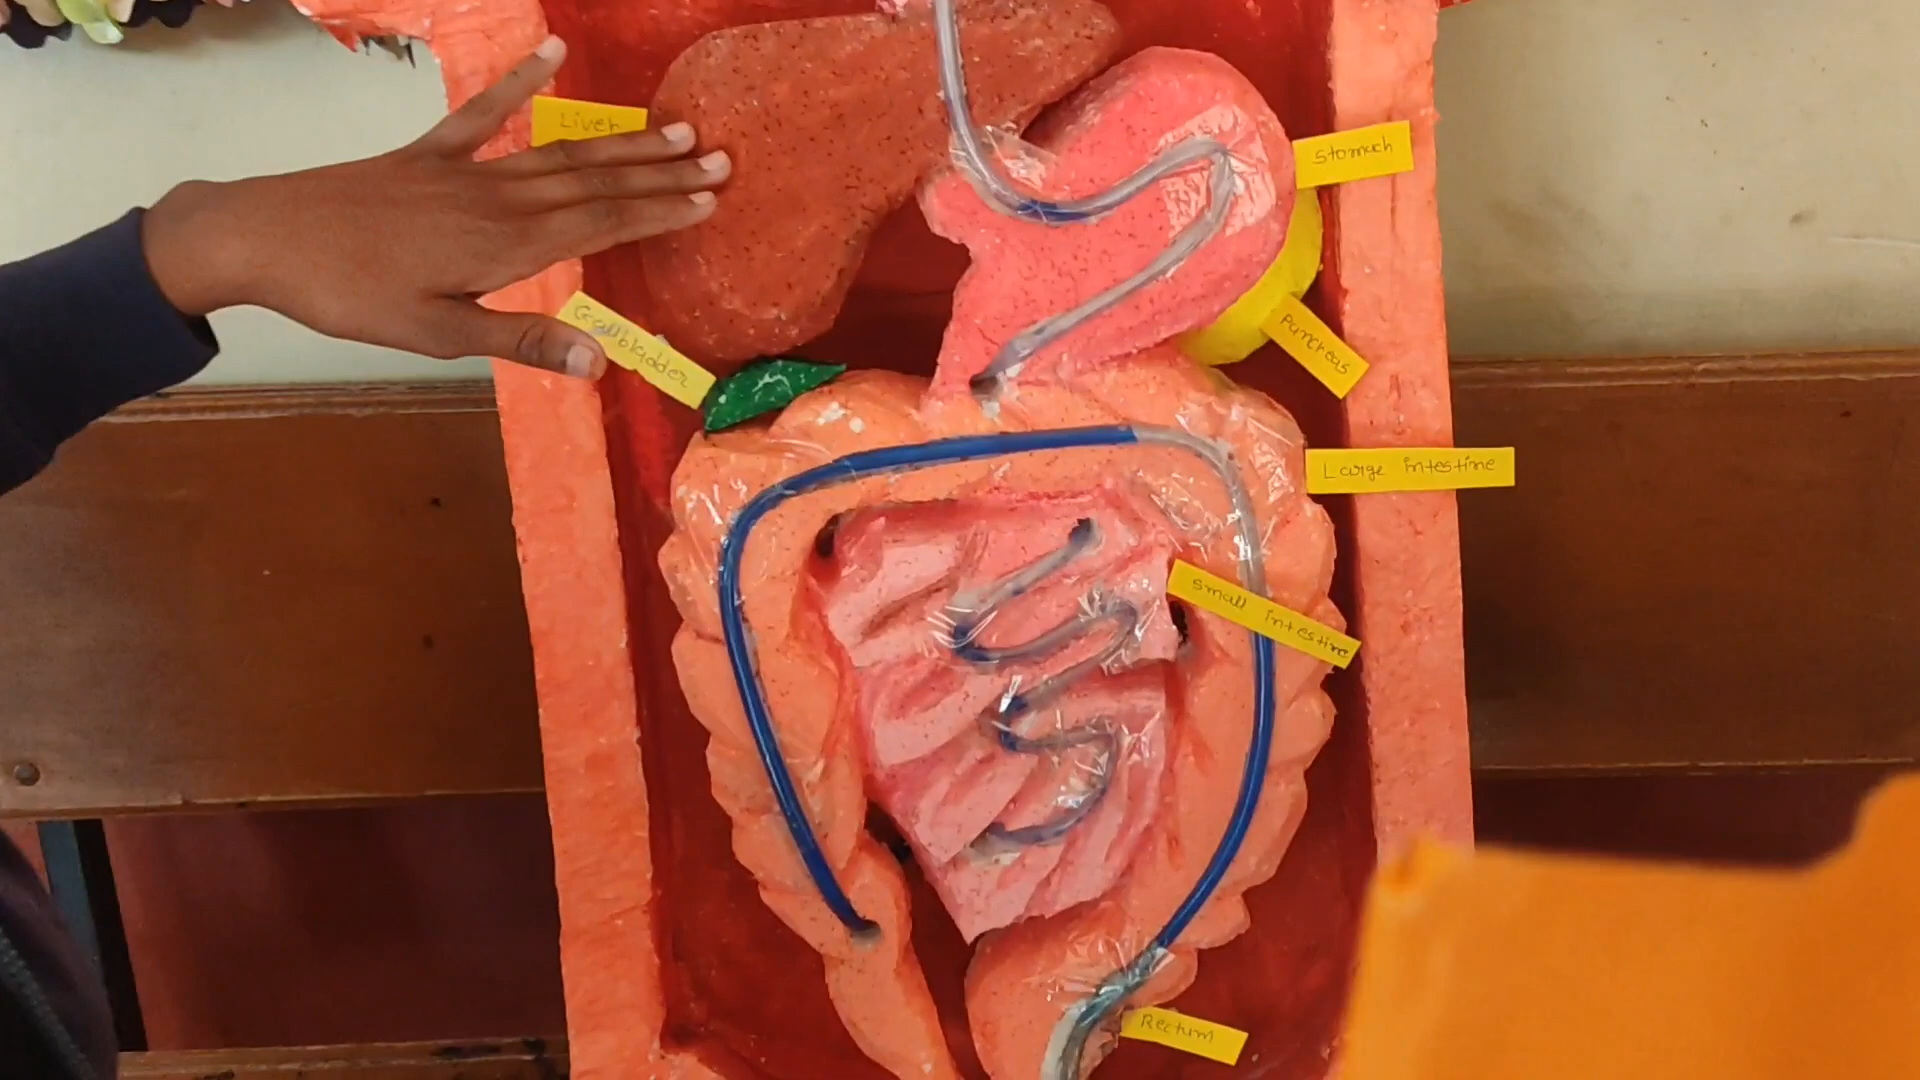 Liver
Stomach
Gallbladder
Pancreas
Large intestine
Small intestine
Rectum